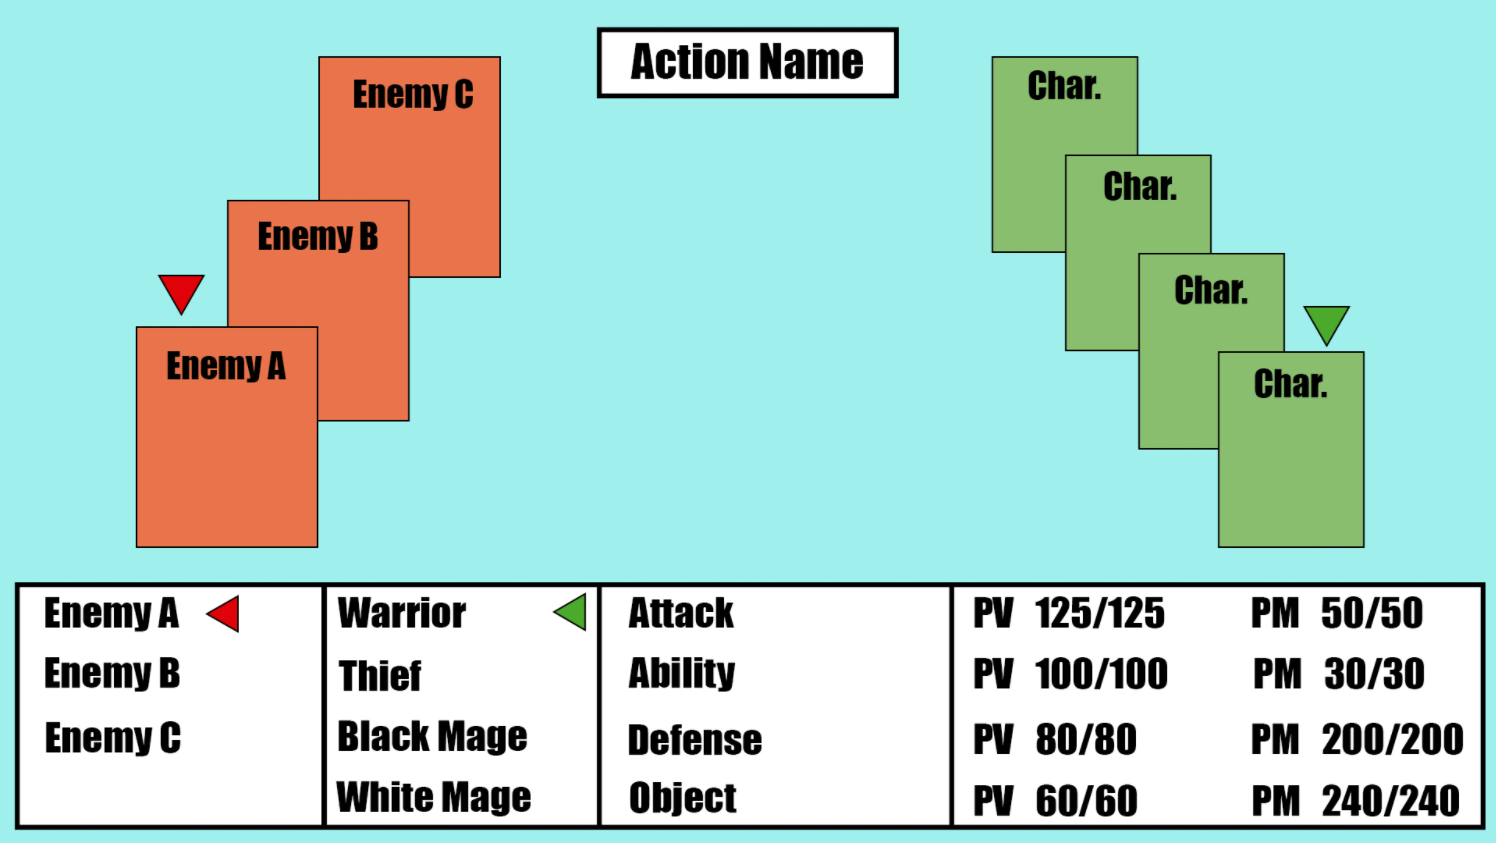 Action Name
Enemy C
Enemy B
Enemy A
Char.
Char.
Char.
Char.
Enemy A
Enemy B
Enemy C
Warrior
Thief
Black Mage
White Mage
Attack
Ability
Defense
Object
PV 125/125 PM 50/50
PV 100/100 PM 30/30
PV 80/80 PM 200/200
PV 60/60 PM 240/240